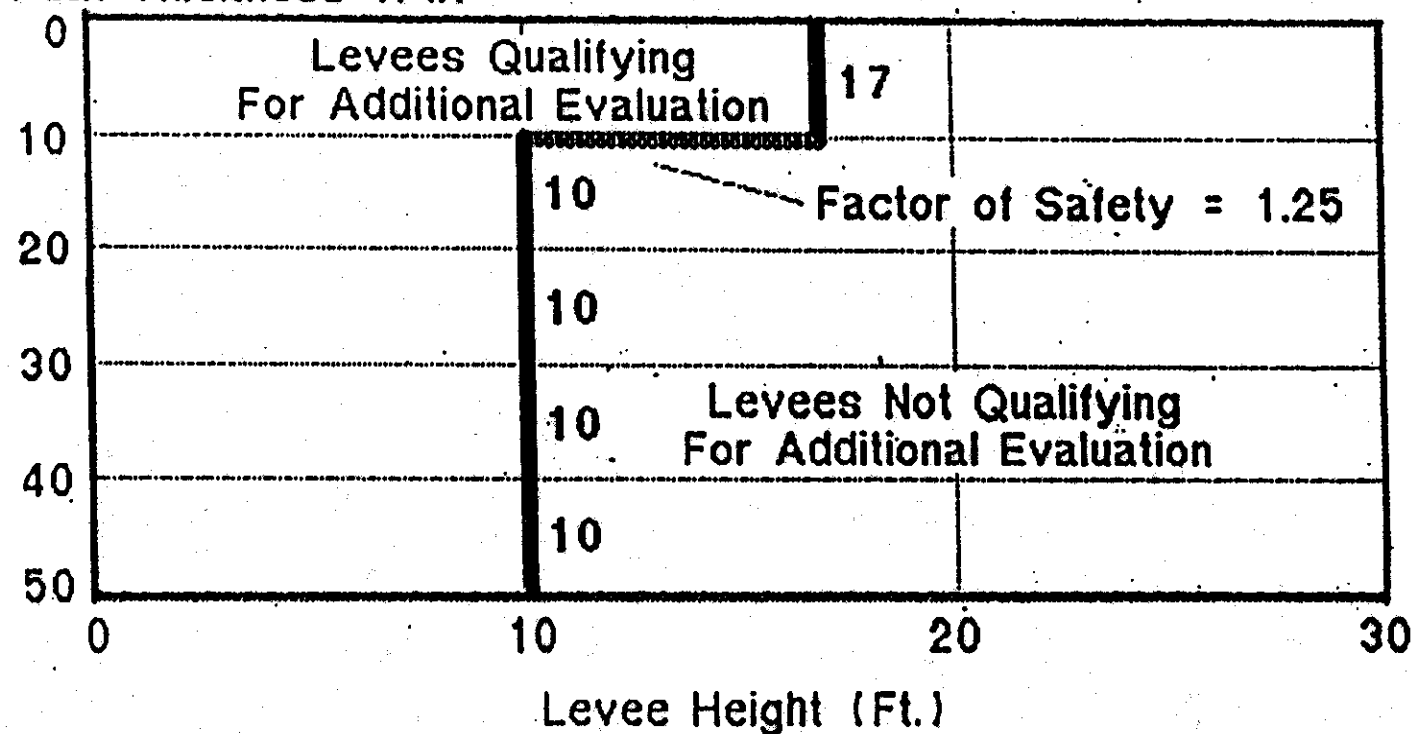 0
Levees Qualifying
For Additional Evaluation
17
10
10
Factor of Safety = 1.25
20
10
30
Levees Not Qualifying
For Additional Evaluation
10
40
10
50
0 10 20 30
Levee Height (Ft.)